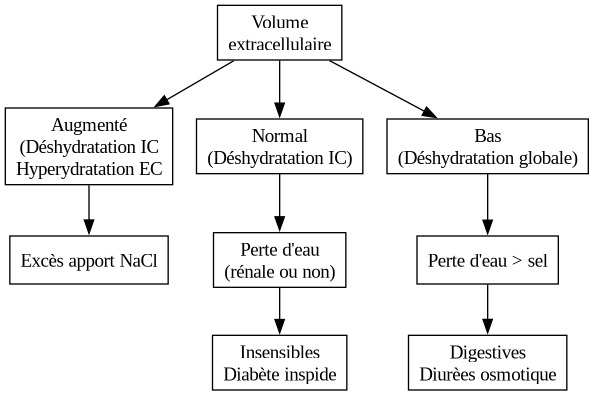 Volume
extracellulaire
Augmenté
(Déshydratation IC
Hyperydratation EC
Normal
(Déshydratation IC)
Bas
(Déshydratation globale)
Excès apport NaCl
Perte d'eau
(rénale ou non)
Perte d'eau > sel
Insensibles
Diabète inspide
Digestives
Diurèes osmotique